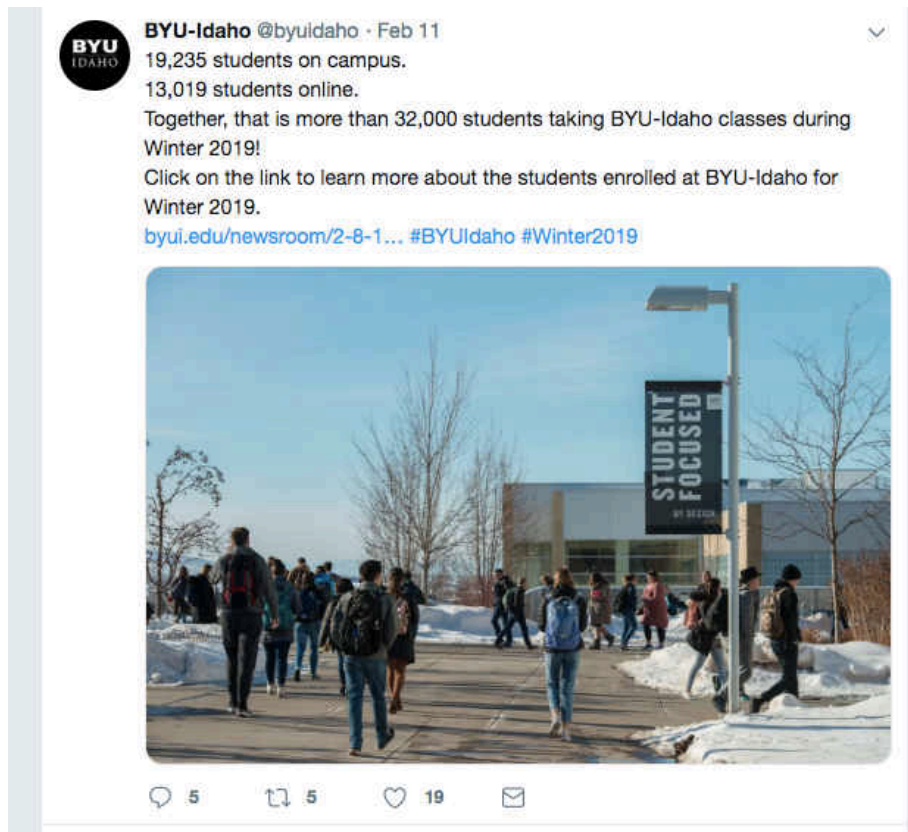 BYU
IDAHO
BYU-Idaho @byuidaho · Feb 11
19,235 students on campus.
13,019 students online.
Together, that is more than 32,000 students taking BYU-Idaho classes during
Winter 2019!
Click on the link to learn more about the students enrolled at BYU-Idaho for
Winter 2019.
byui.edu/newsroom/2-8-1... #BYUIdaho #Winter2019
STUDENT
FOCUSED
BY DESIGN
5
5
19